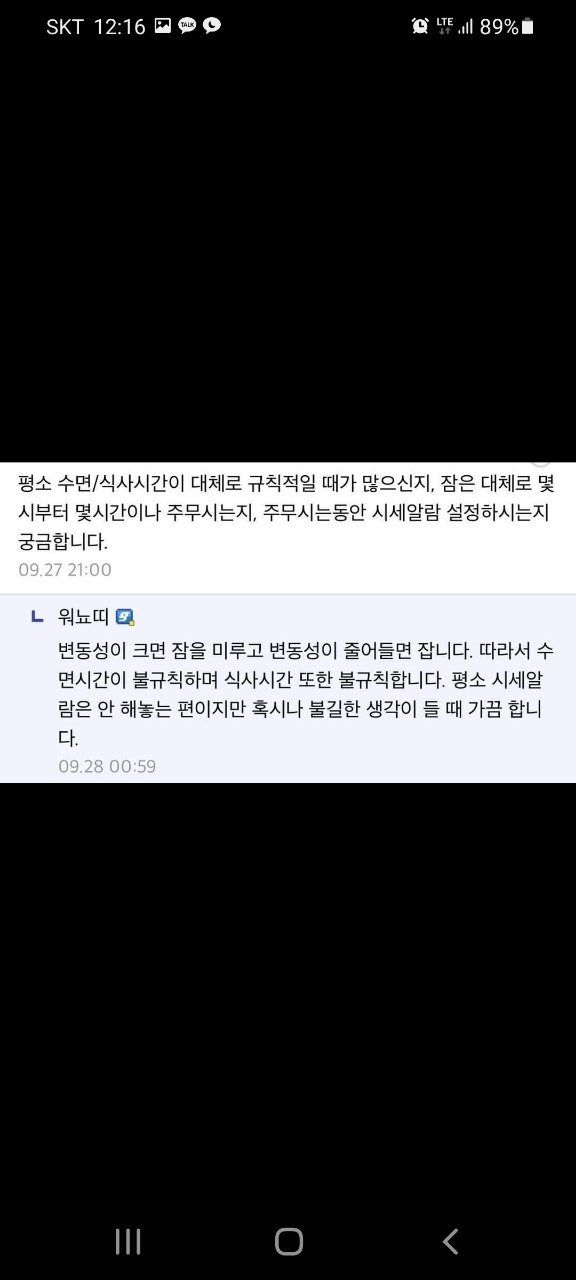 SKT 12:16 TALK LTE 89%
평소 수면/식사시간이 대체로 규칙적일 때가 많으신지, 잠은 대체로 몇
시부터 몇시간이나 주무시는지, 주무시는동안 시세알람 설정하시는지
궁금합니다.
09.27 21:00
워뇨띠
변동성이 크면 잠을 미루고 변동성이 줄어들면 잡니다. 따라서 수
면시간이 불규칙하며 식사시간 또한 불규칙합니다. 평소 시세알
람은 안 해놓는 편이지만 혹시나 불길한 생각이 들 때 가끔 합니
다.
09.28 00:59